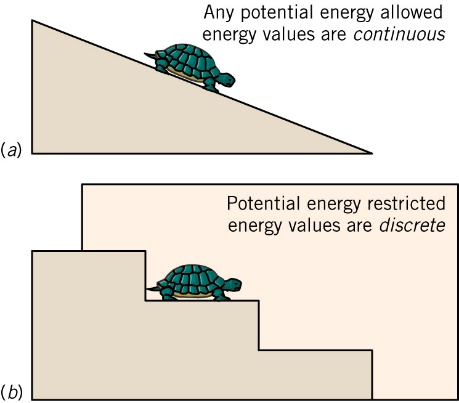 Any potential energy allowed
energy values are continuous
(a)
Potential energy restricted
energy values are discrete
(b)